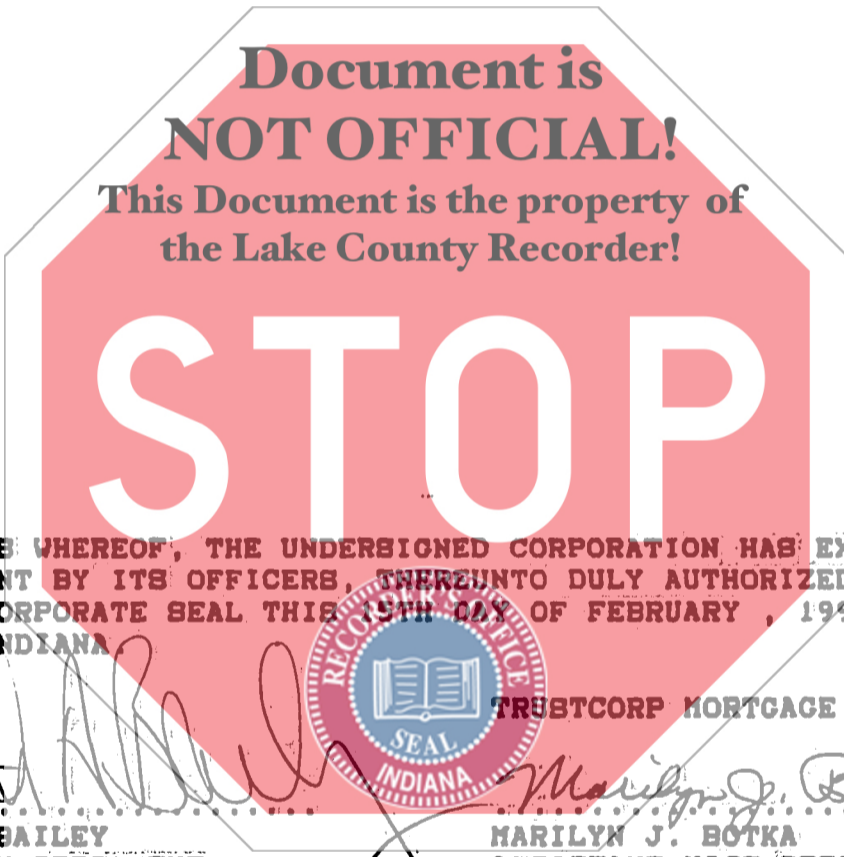 Document is
NOT OFFICIAL!
This Document is the property of
the Lake County Recorder!
STOP
WHEREOF, THE UNDERSIGNED CORPORATION HAS
NT BY ITS OFFICERS, THEREUNTO DULY AUTHORIZED
ORPORATE SEAL THIS 15TH DAY OF FEBRUARY , 199
NDIANA.
RECORDER'S OFFICE
SEAL
INDIANA
TRUSTCORP MORTGAGE
Marilyn J. B
BAILEY
MARILYN J. BOTKA